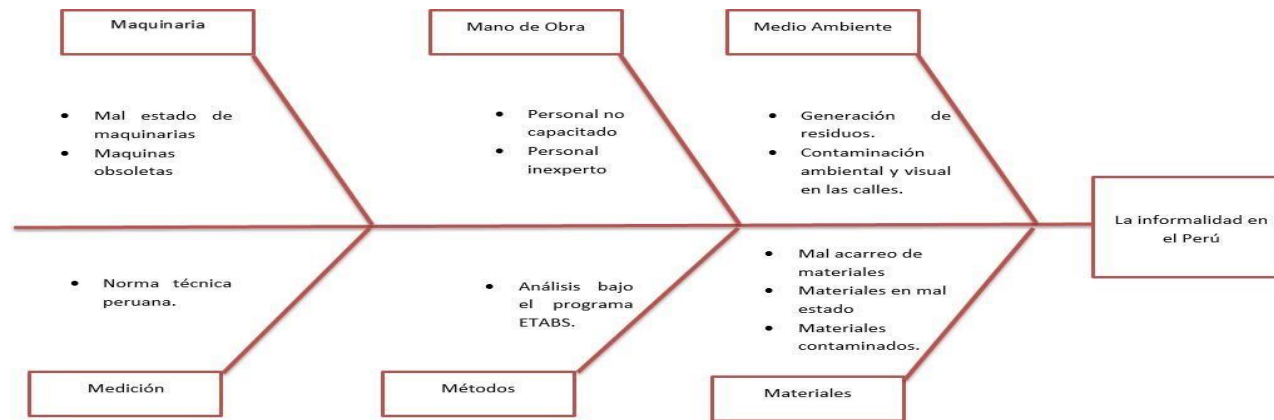 Maquinaria
Mano de Obra
Medio Ambiente
• Mal estado de
maquinarias
• Maquinas
obsoletas
• Personal no
capacitado
• Personal
inexperto
• Generación de
residuos.
• Contaminación
ambiental y visual
en las calles.
La informalidad en
el Perú
• Norma técnica
peruana.
• Análisis bajo
el programa
ETABS.
• Mal acarreo de
materiales
• Materiales en mal
estado
• Materiales
contaminados.
Medición
Métodos
Materiales